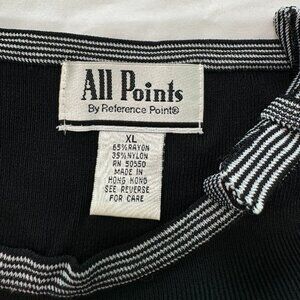 All Points
By Reference Point®
XL
65%RAYON
35%NYLON
RN 50550
MADE IN
HONG KONG
SEE REVERSE
FOR CARE